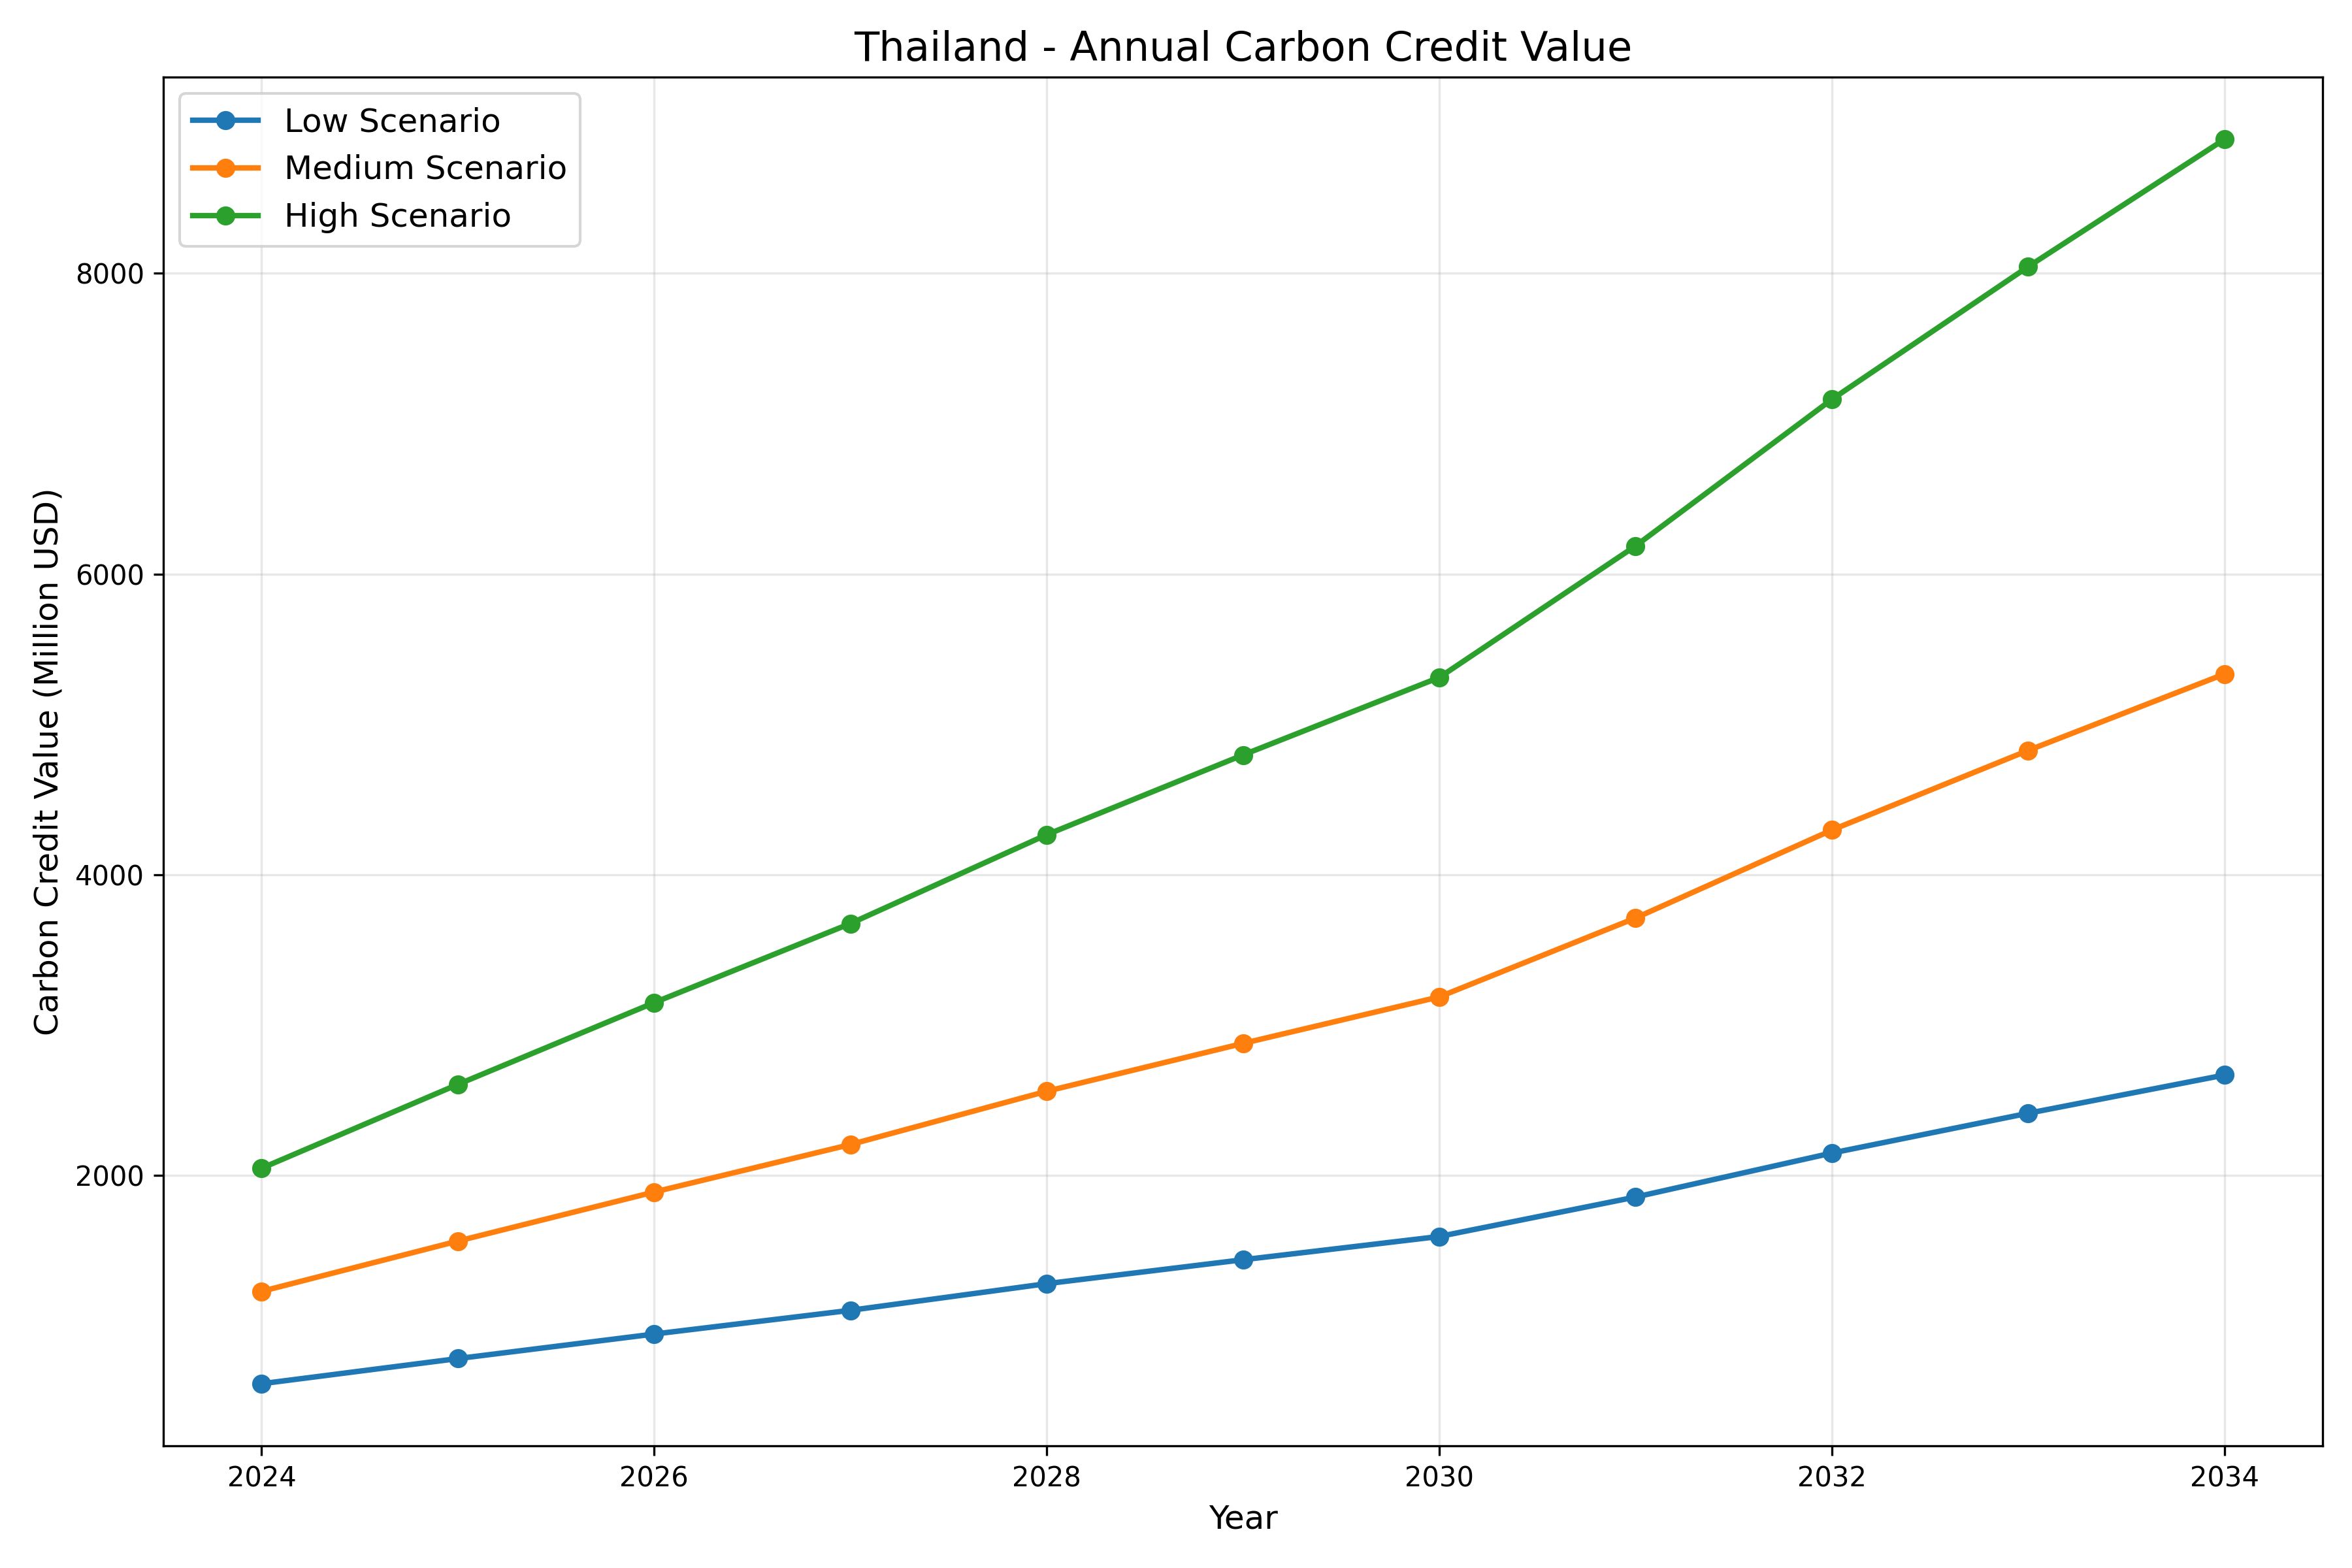 Thailand - Annual Carbon Credit Value
Low Scenario
Medium Scenario
High Scenario
Carbon Credit Value (Million USD)
8000
6000
4000
2000
2024
2026
2028
2030
2032
2034
Year